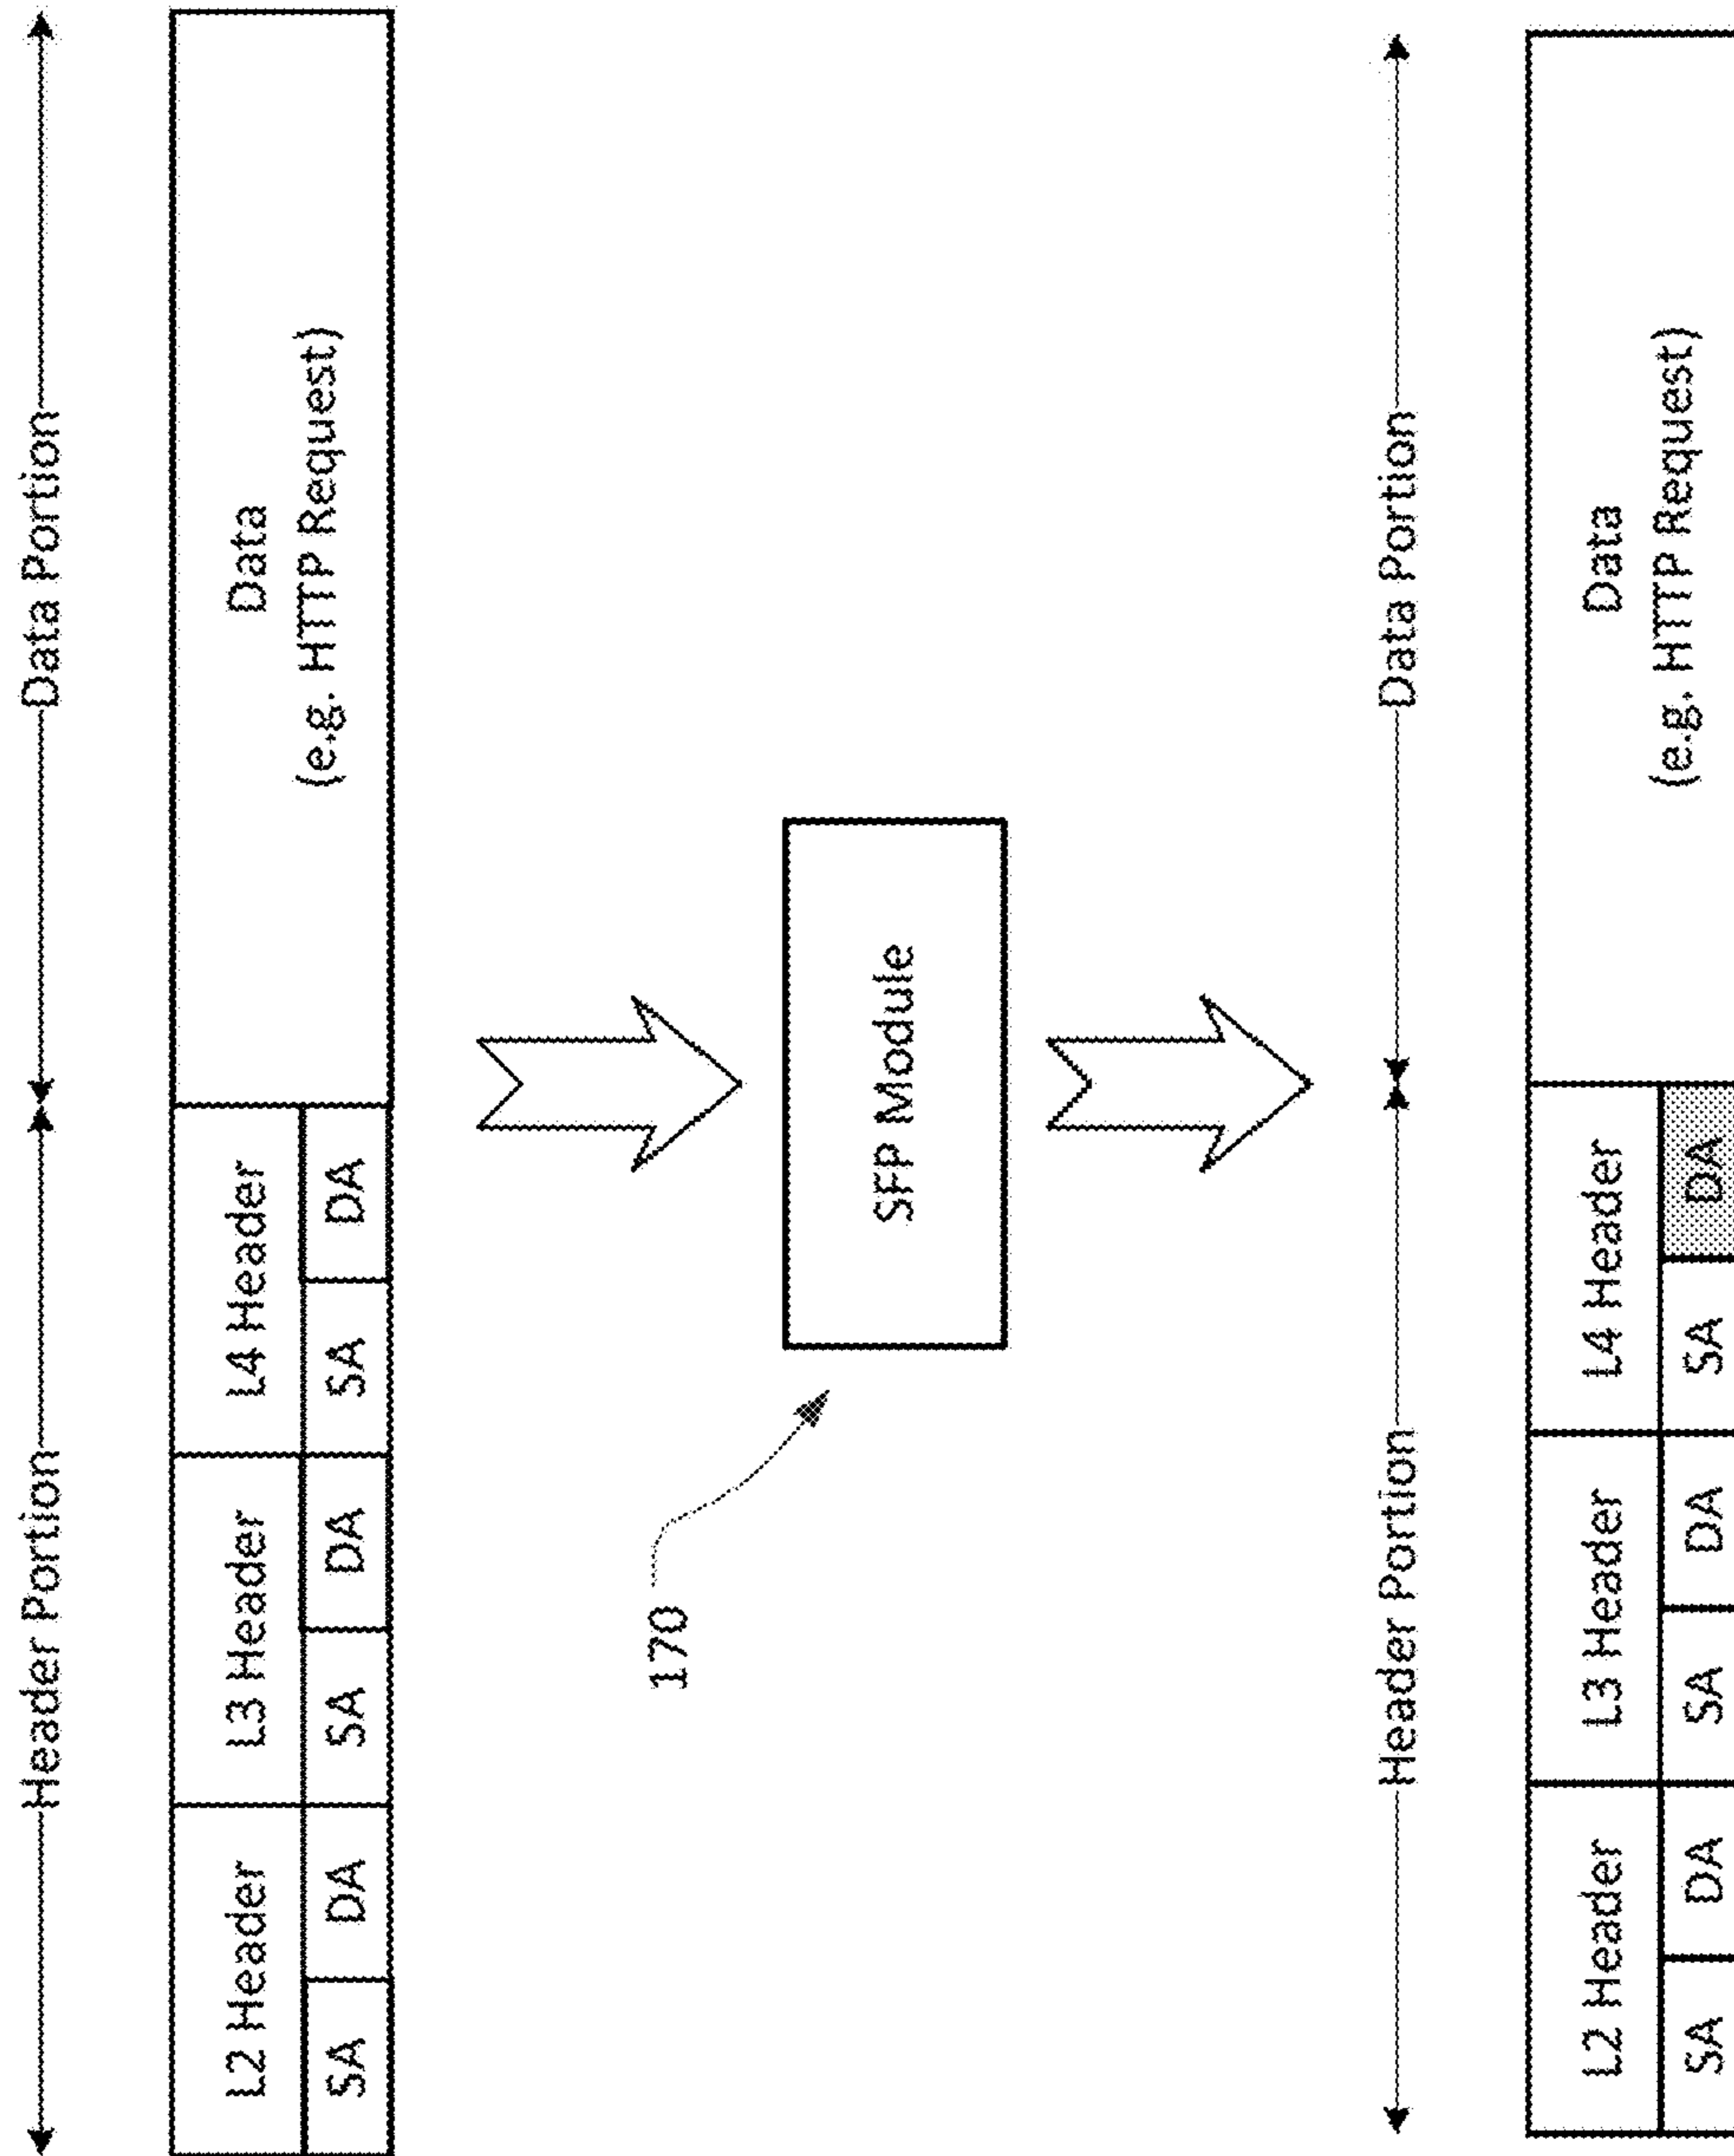 Header Portion
Data Portion
L2 Header
L3 Header
L4 Header
Data
(e.g. HTTP Request)
SA
DA
SA
DA
SA
DA
170
SFP Module
Header Portion
Data Portion
L2 Header
L3 Header
L4 Header
Data
(e.g. HTTP Request)
SA
DA
SA
DA
SA
DA